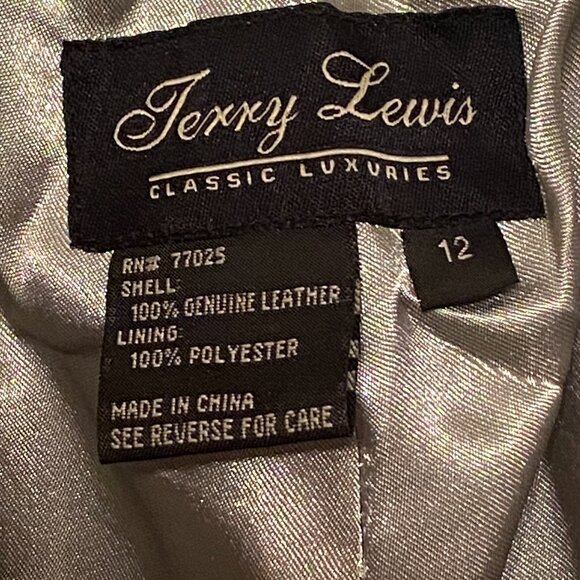 Terry Lewis
CLASSIC LUXURIES
12
RN# 77025
SHELL:
100% GENUINE LEATHER
LINING:
100% POLYESTER
MADE IN CHINA
SEE REVERSE FOR CARE